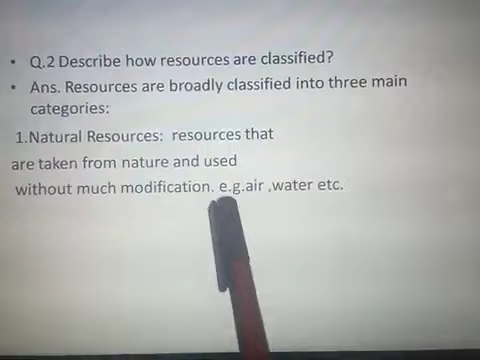 • Q.2 Describe how resources are classified?
• Ans. Resources are broadly classified into three main
categories:
1.Natural Resources: resources that
are taken from nature and used
without much modification. e.g.air ,water etc.